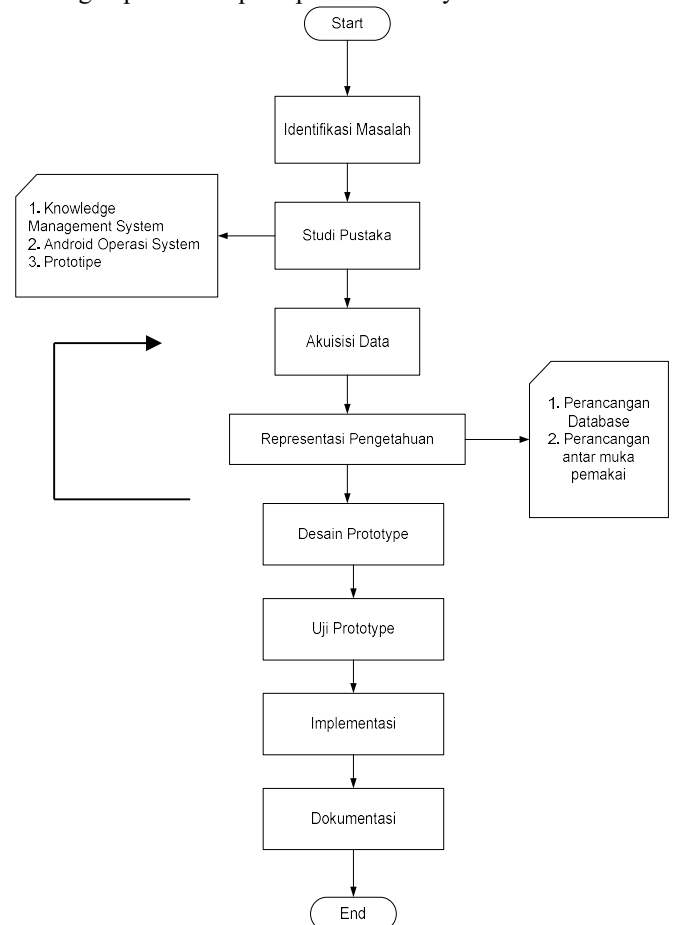 Start
Identifikasi Masalah
1. Knowledge
Management System
2. Android Operasi System
3. Prototipe
Studi Pustaka
Akuisisi Data
Representasi Pengetahuan
1. Perancangan
Database
2. Perancangan
antar muka
pemakai
Desain Prototype
Uji Prototype
Implementasi
Dokumentasi
End